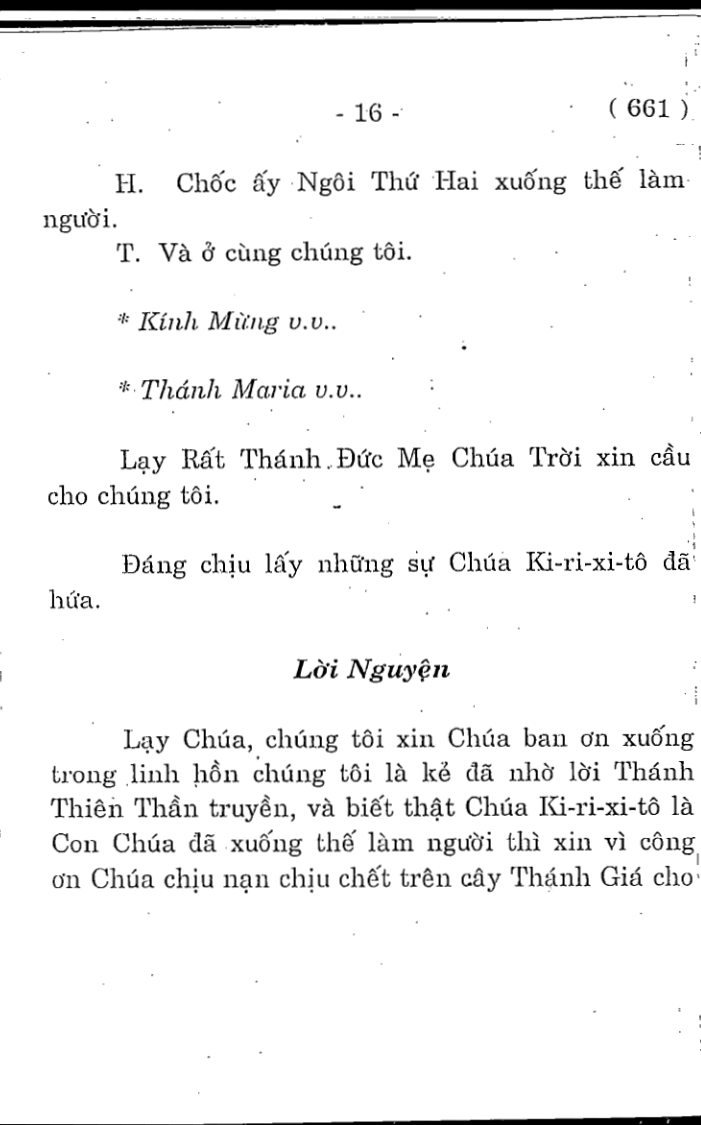 - 16 - ( 661 )
H. Chốc ấy Ngôi Thứ Hai xuống thế làm
người.
T. Và ở cùng chúng tôi.
* Kính Mừng v.v..
* Thánh Maria v.v..
Lạy Rất Thánh Đức Mẹ Chúa Trời xin cầu
cho chúng tôi.
Đáng chịu lấy những sự Chúa Ki-ri-xi-tô đã
hứa.
Lời Nguyện
Lạy Chúa, chúng tôi xin Chúa ban ơn xuống
trong linh hồn chúng tôi là kẻ đã nhờ lời Thánh
Thiên Thần truyền, và biết thật Chúa Ki-ri-xi-tô là
Con Chúa đã xuống thế làm người thì xin vì công
ơn Chúa chịu nạn chịu chết trên cây Thánh Giá cho